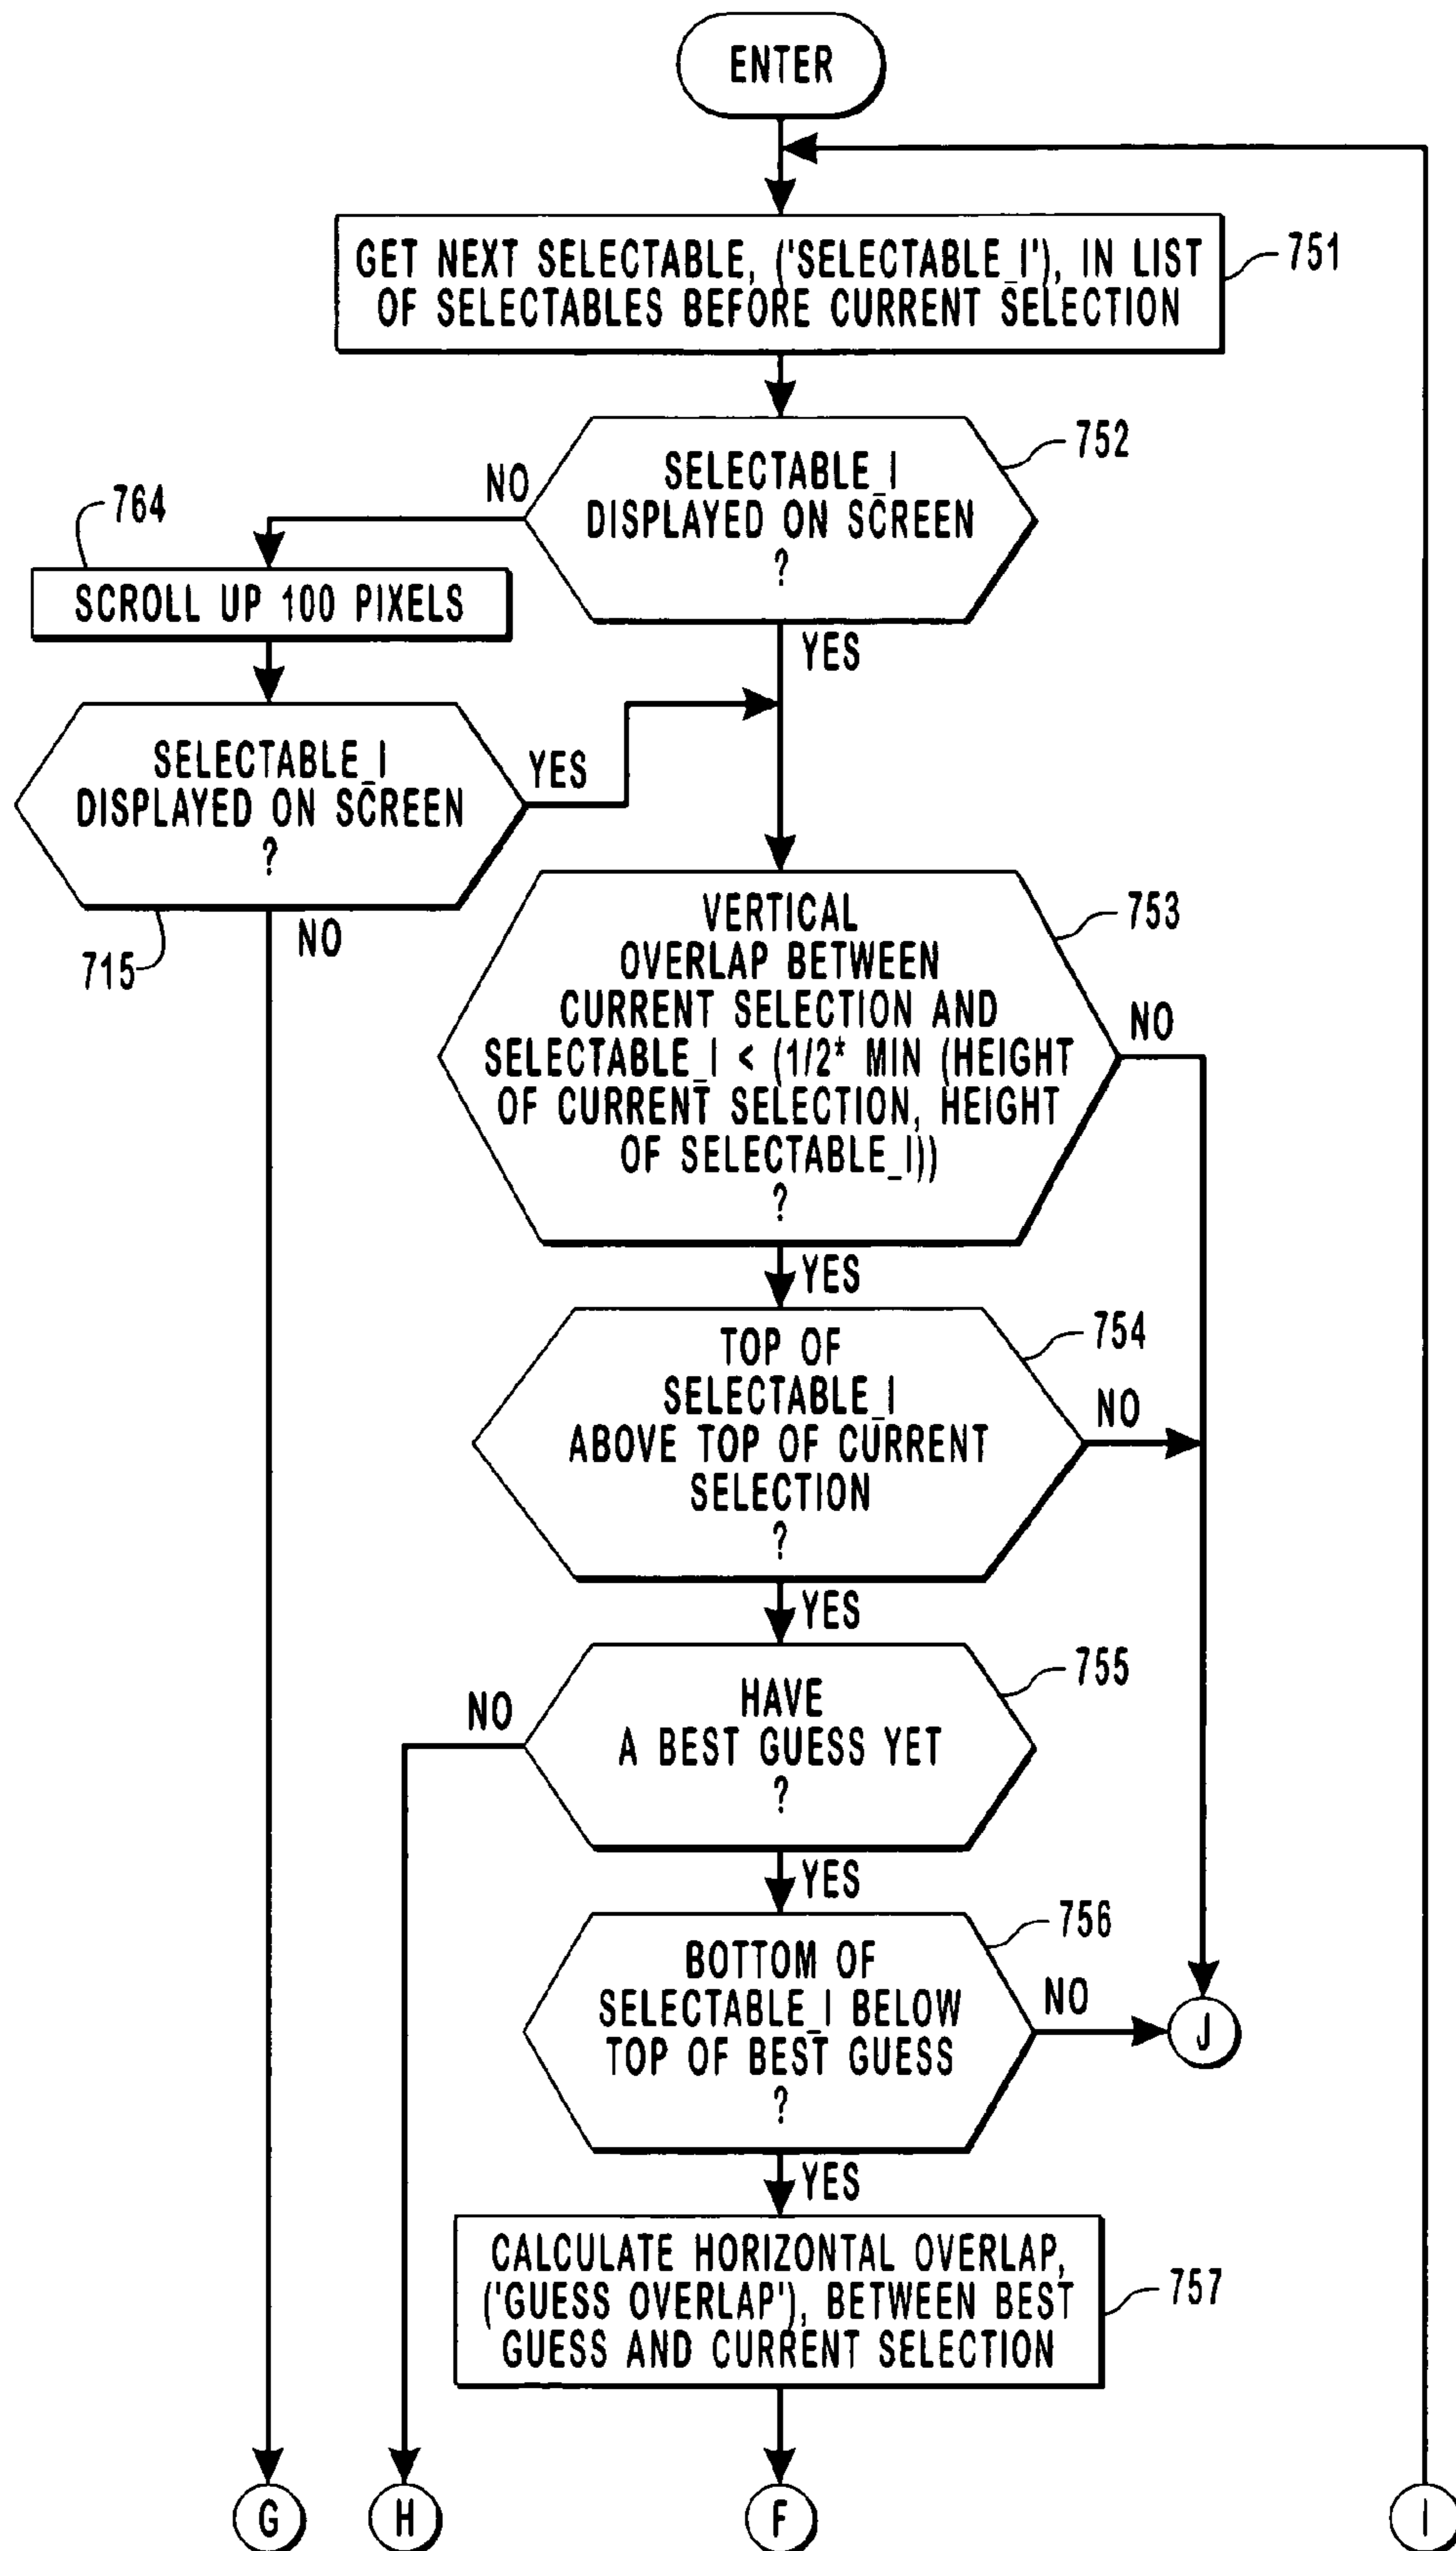 ENTER
GET NEXT SELECTABLE, ('SELECTABLE_I'), IN LIST
OF SELECTABLES BEFORE CURRENT SELECTION
751
SELECTABLE_I
DISPLAYED ON SCREEN
?
752
NO
YES
764
SCROLL UP 100 PIXELS
SELECTABLE_I
DISPLAYED ON SCREEN
?
YES
NO
715
VERTICAL
OVERLAP BETWEEN
CURRENT SELECTION AND
SELECTABLE_I < (1/2* MIN (HEIGHT
OF CURRENT SELECTION, HEIGHT
OF SELECTABLE_I))
?
753
NO
YES
TOP OF
SELECTABLE_I
ABOVE TOP OF CURRENT
SELECTION
?
754
NO
YES
HAVE
A BEST GUESS YET
?
755
NO
YES
BOTTOM OF
SELECTABLE_I BELOW
TOP OF BEST GUESS
?
756
NO
J
YES
CALCULATE HORIZONTAL OVERLAP,
('GUESS OVERLAP'), BETWEEN BEST
GUESS AND CURRENT SELECTION
757
G
H
F
I